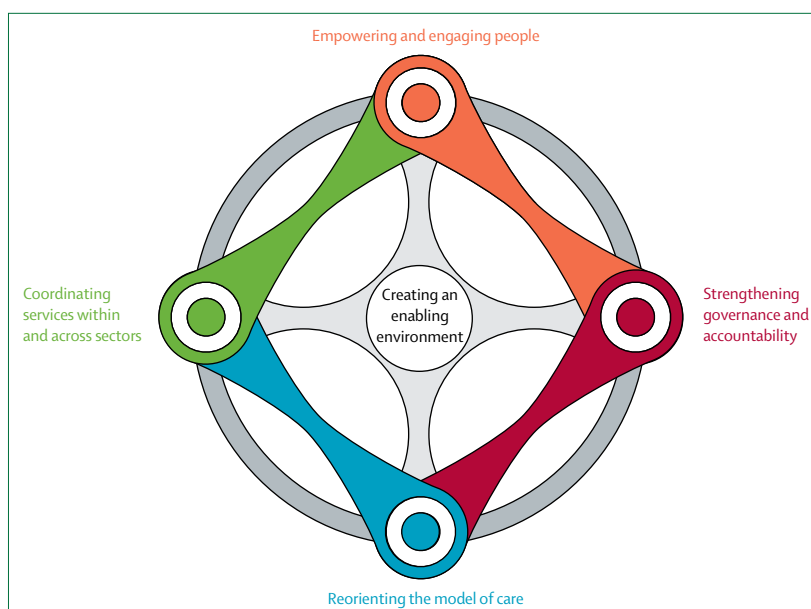 Empowering and engaging people
Coordinating
services within
and across sectors
Creating an
enabling
environment
Strengthening
governance and
accountability
Reorienting the model of care